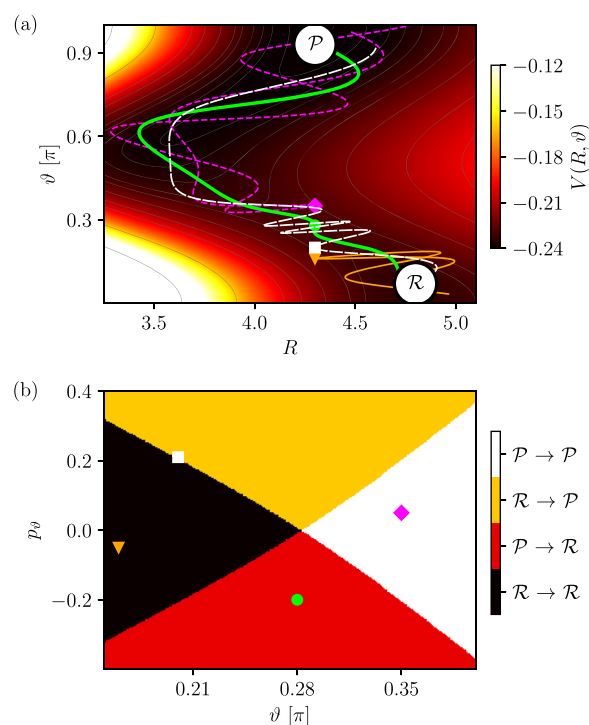 (a)
0.9
0.6
0.3
ϑ [π]
𝒫
ℛ
3.5 4.0 4.5 5.0
R
−0.12
−0.15
−0.18
−0.21
−0.24
V(R, ϑ)
(b)
0.4
0.2
0.0
−0.2
p_ϑ
0.21 0.28 0.35
ϑ [π]
𝒫 → 𝒫
ℛ → 𝒫
𝒫 → ℛ
ℛ → ℛ